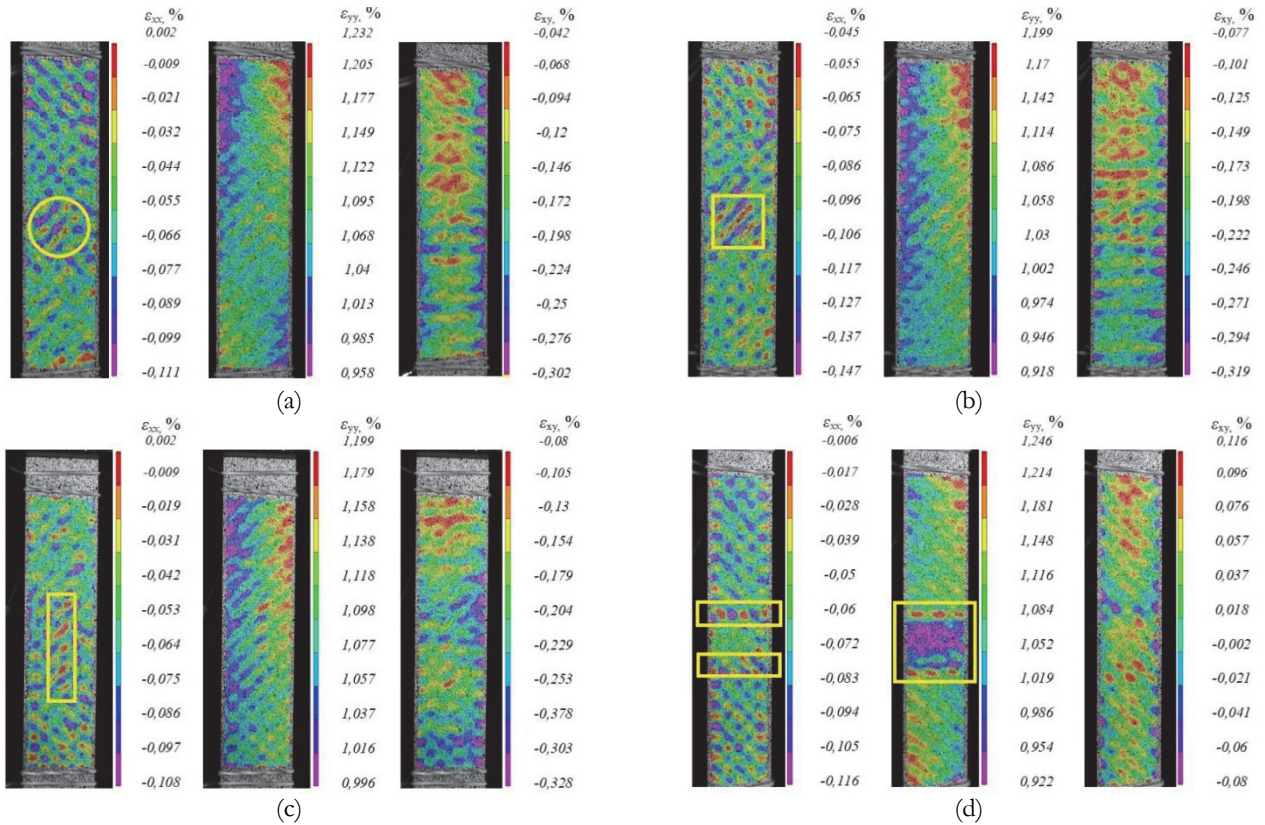 εxx, % εyy, % εxy, % εxx, % εyy, % εxy, %
0,002 1,232 -0,042 -0,045 1,199 -0,077
-0,009 1,205 -0,068 -0,055 1,17 -0,101
-0,021 1,177 -0,094 -0,065 1,142 -0,125
-0,032 1,149 -0,12 -0,075 1,114 -0,149
-0,044 1,122 -0,146 -0,086 1,086 -0,173
-0,055 1,095 -0,172 -0,096 1,058 -0,198
-0,066 1,068 -0,198 -0,106 1,03 -0,222
-0,077 1,04 -0,224 -0,117 1,002 -0,246
-0,089 1,013 -0,25 -0,127 0,974 -0,271
-0,099 0,985 -0,276 -0,137 0,946 -0,294
-0,111 0,958 -0,302 -0,147 0,918 -0,319
(a) (b)
εxx, % εyy, % εxy, % εxx, % εyy, % εxy, %
0,002 1,199 -0,08 -0,006 1,246 0,116
-0,009 1,179 -0,105 -0,017 1,214 0,096
-0,019 1,158 -0,13 -0,028 1,181 0,076
-0,031 1,138 -0,154 -0,039 1,148 0,057
-0,042 1,118 -0,179 -0,05 1,116 0,037
-0,053 1,098 -0,204 -0,06 1,084 0,018
-0,064 1,077 -0,229 -0,072 1,052 -0,002
-0,075 1,057 -0,253 -0,083 1,019 -0,021
-0,086 1,037 -0,378 -0,094 0,986 -0,041
-0,097 1,016 -0,303 -0,105 0,954 -0,06
-0,108 0,996 -0,328 -0,116 0,922 -0,08
(c) (d)